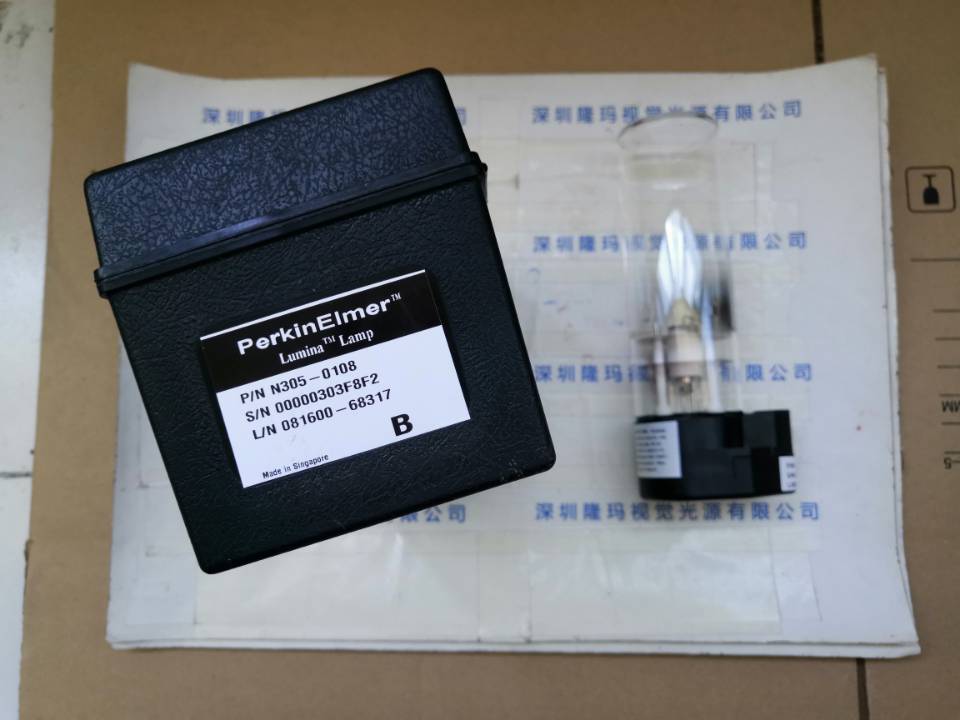 深圳隆玛视觉光源有限公司
深圳隆玛视觉光源有限公司
深圳隆玛视觉光源有限公司
深圳隆玛视觉光源有限公司
PerkinElmer™
Lumina™ Lamp
P/N N305-0108
S/N 00000303F8F2
L/N 081600-68317
B
Made in Singapore
限公司
深圳隆玛视觉光源有限公司